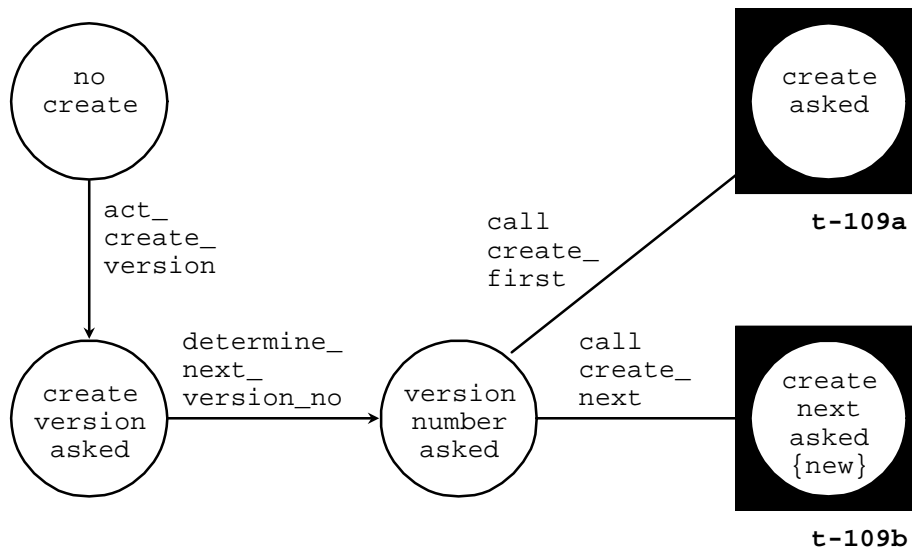 no
create
create
asked
act_
create_
version
call
create_
first
t-109a
determine_
next_
version_no
call
create_
next
create
version
asked
version
number
asked
create
next
asked
{new}
t-109b